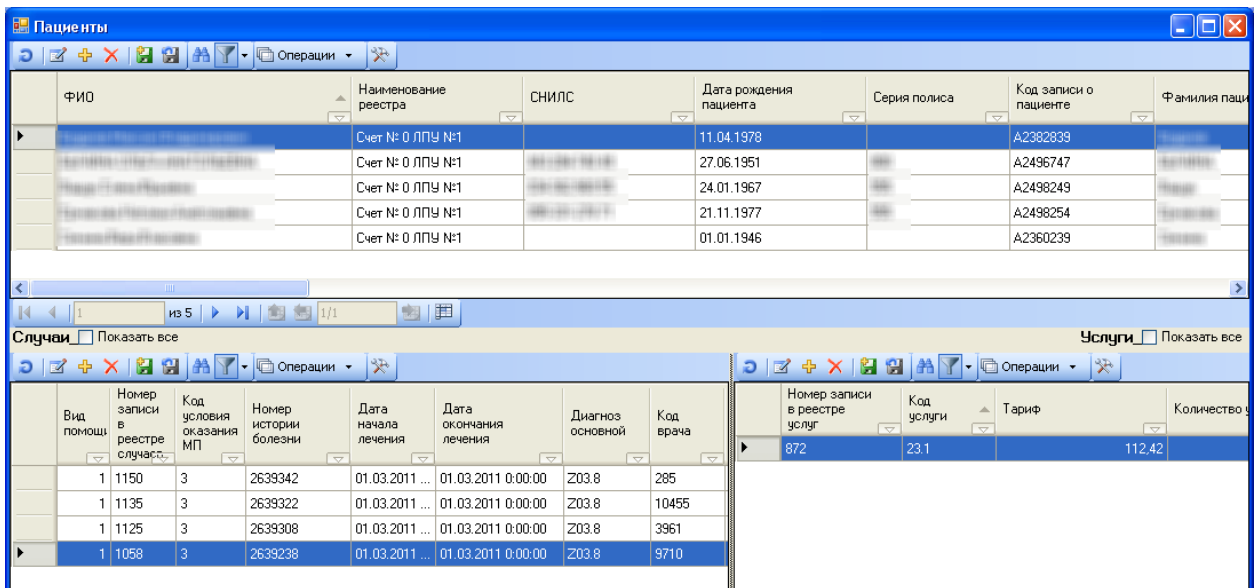 Пациенты
Операции
ФИО
Наименование реестра
СНИЛС
Дата рождения пациента
Серия полиса
Код записи о пациенте
Фамилия паци
Счет № 0 ЛПУ №1 11.04.1978 A2382839
Счет № 0 ЛПУ №1 27.06.1951 A2496747
Счет № 0 ЛПУ №1 24.01.1967 A2498249
Счет № 0 ЛПУ №1 21.11.1977 A2498254
Счет № 0 ЛПУ №1 01.01.1946 A2360239
1 из 5 1/1
Случаи_ Показать все
Услуги_ Показать все
Операции
Вид помощи
Номер записи в реестре случаев
Код условия оказания МП
Номер истории болезни
Дата начала лечения
Дата окончания лечения
Диагноз основной
Код врача
1 1150 3 2639342 01.03.2011 ... 01.03.2011 0:00:00 Z03.8 285
1 1135 3 2639322 01.03.2011 ... 01.03.2011 0:00:00 Z03.8 10455
1 1125 3 2639308 01.03.2011 ... 01.03.2011 0:00:00 Z03.8 3961
1 1058 3 2639238 01.03.2011 ... 01.03.2011 0:00:00 Z03.8 9710
Операции
Номер записи в реестре услуг
Код услуги
Тариф
Количество у
872 23.1 112,42